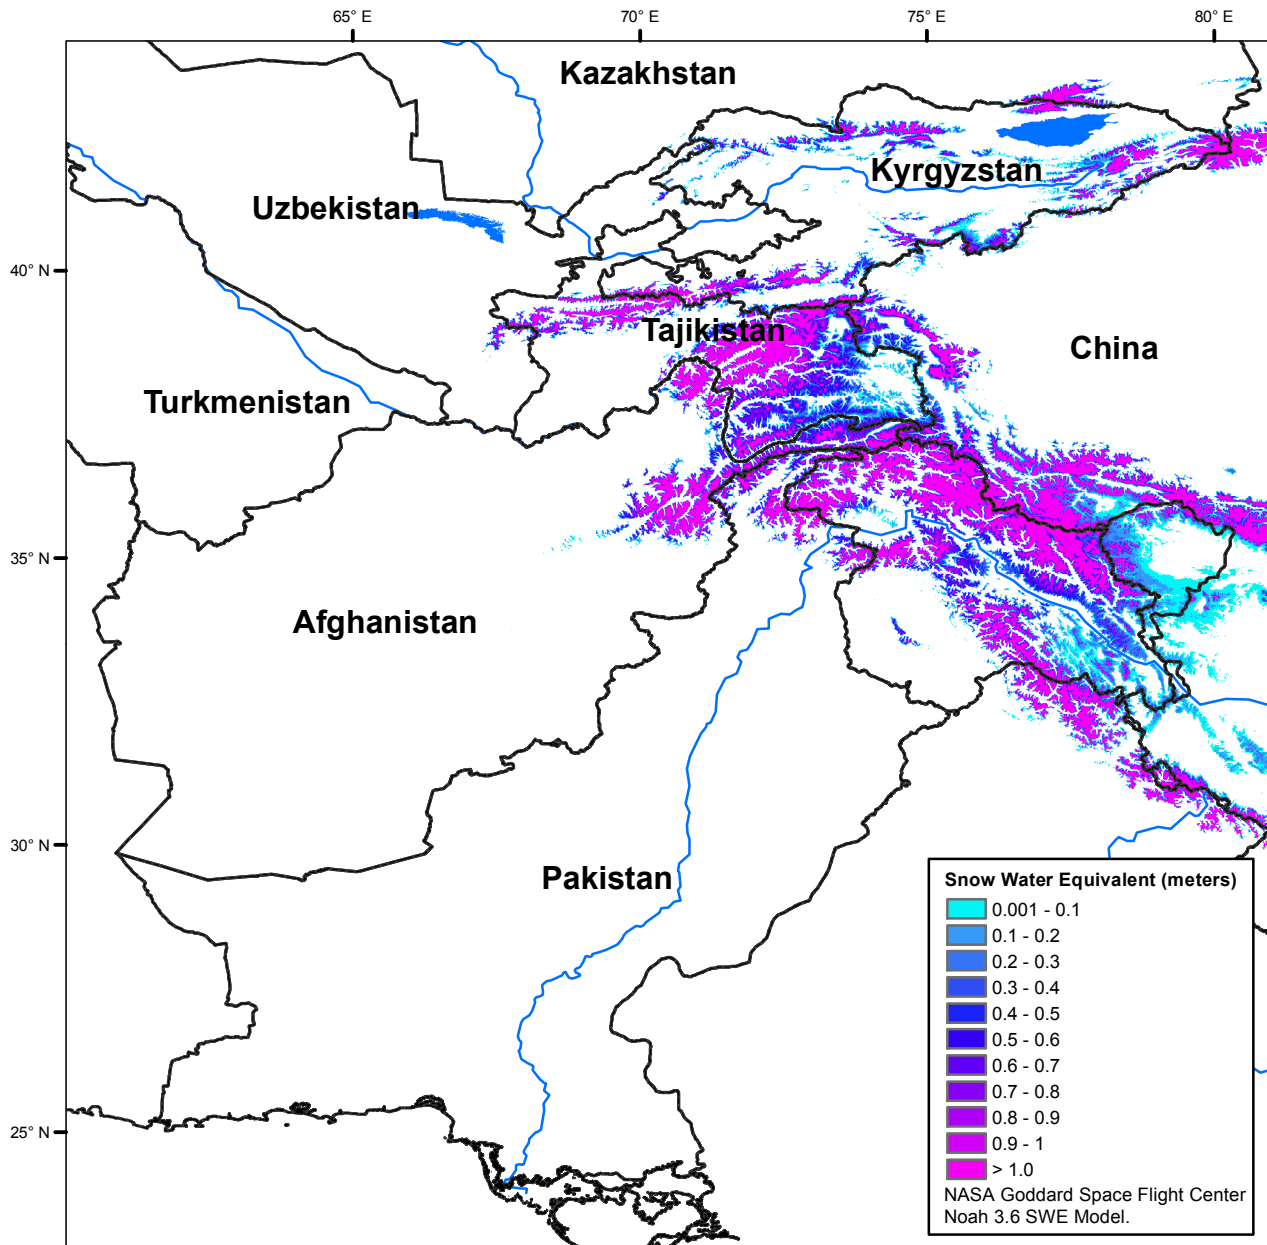 65° E
70° E
75° E
80° E
Kazakhstan
Kyrgyzstan
Uzbekistan
40° N
Tajikistan
China
Turkmenistan
35° N
Afghanistan
30° N
Pakistan
25° N
Snow Water Equivalent (meters)
0.001 - 0.1
0.1 - 0.2
0.2 - 0.3
0.3 - 0.4
0.4 - 0.5
0.5 - 0.6
0.6 - 0.7
0.7 - 0.8
0.8 - 0.9
0.9 - 1
> 1.0
NASA Goddard Space Flight Center
Noah 3.6 SWE Model.